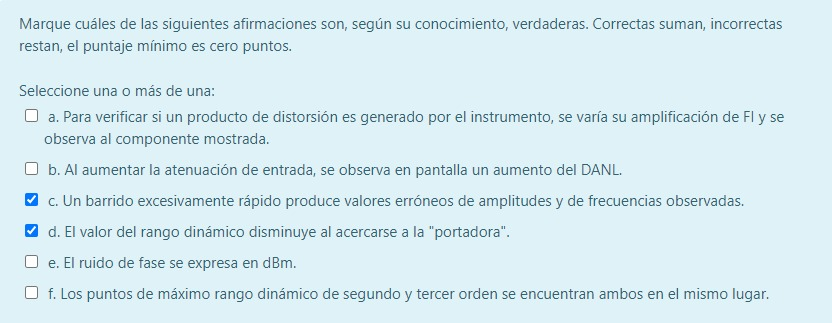 Marque cuáles de las siguientes afirmaciones son, según su conocimiento, verdaderas. Correctas suman, incorrectas
restan, el puntaje mínimo es cero puntos.
Seleccione una o más de una:
a. Para verificar si un producto de distorsión es generado por el instrumento, se varía su amplificación de FI y se
observa al componente mostrada.
b. Al aumentar la atenuación de entrada, se observa en pantalla un aumento del DANL.
c. Un barrido excesivamente rápido produce valores erróneos de amplitudes y de frecuencias observadas.
d. El valor del rango dinámico disminuye al acercarse a la "portadora".
e. El ruido de fase se expresa en dBm.
f. Los puntos de máximo rango dinámico de segundo y tercer orden se encuentran ambos en el mismo lugar.